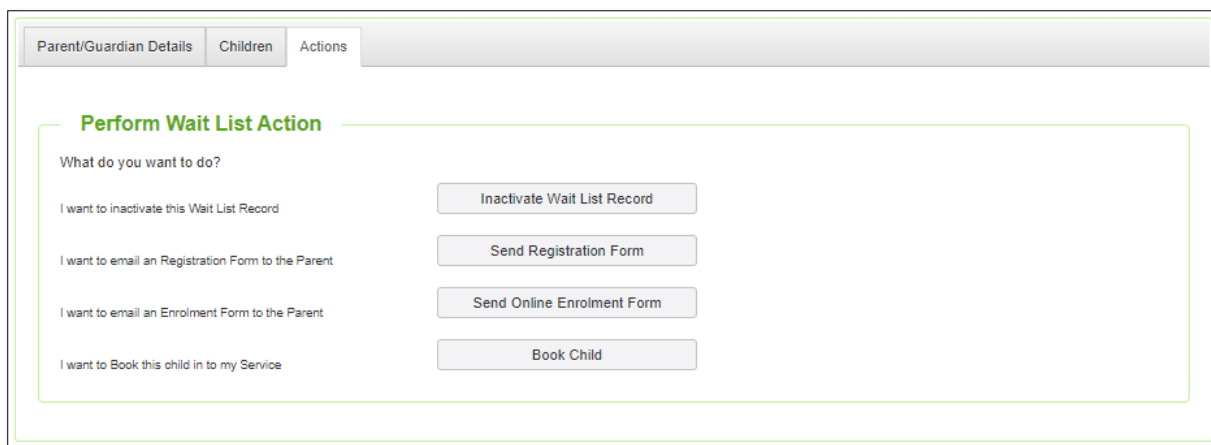 Parent/Guardian Details Children Actions
Perform Wait List Action
What do you want to do?
I want to inactivate this Wait List Record Inactivate Wait List Record
I want to email an Registration Form to the Parent Send Registration Form
I want to email an Enrolment Form to the Parent Send Online Enrolment Form
I want to Book this child in to my Service Book Child